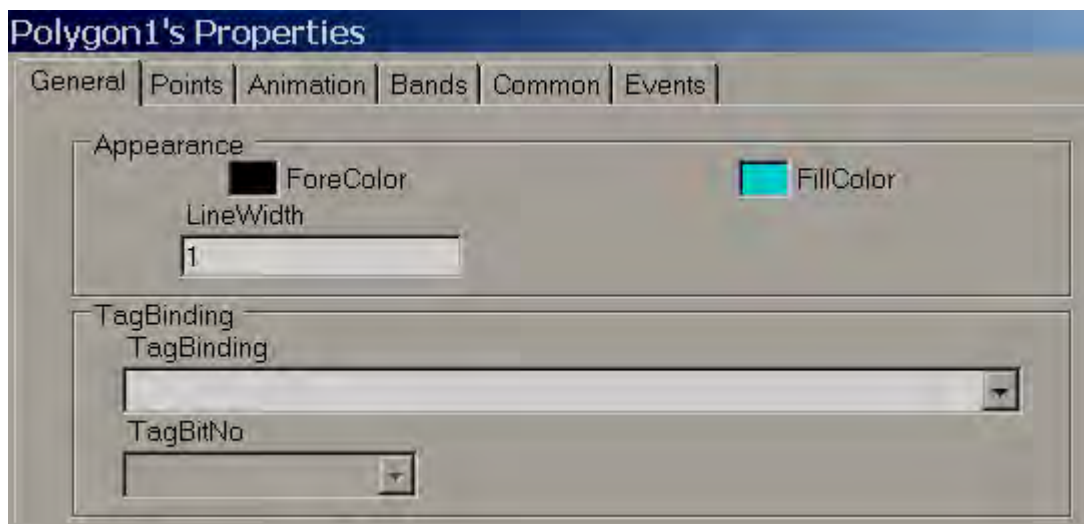 Polygon1's Properties
General Points Animation Bands Common Events
Appearance
ForeColor FillColor
LineWidth
1
TagBinding
TagBinding
TagBitNo